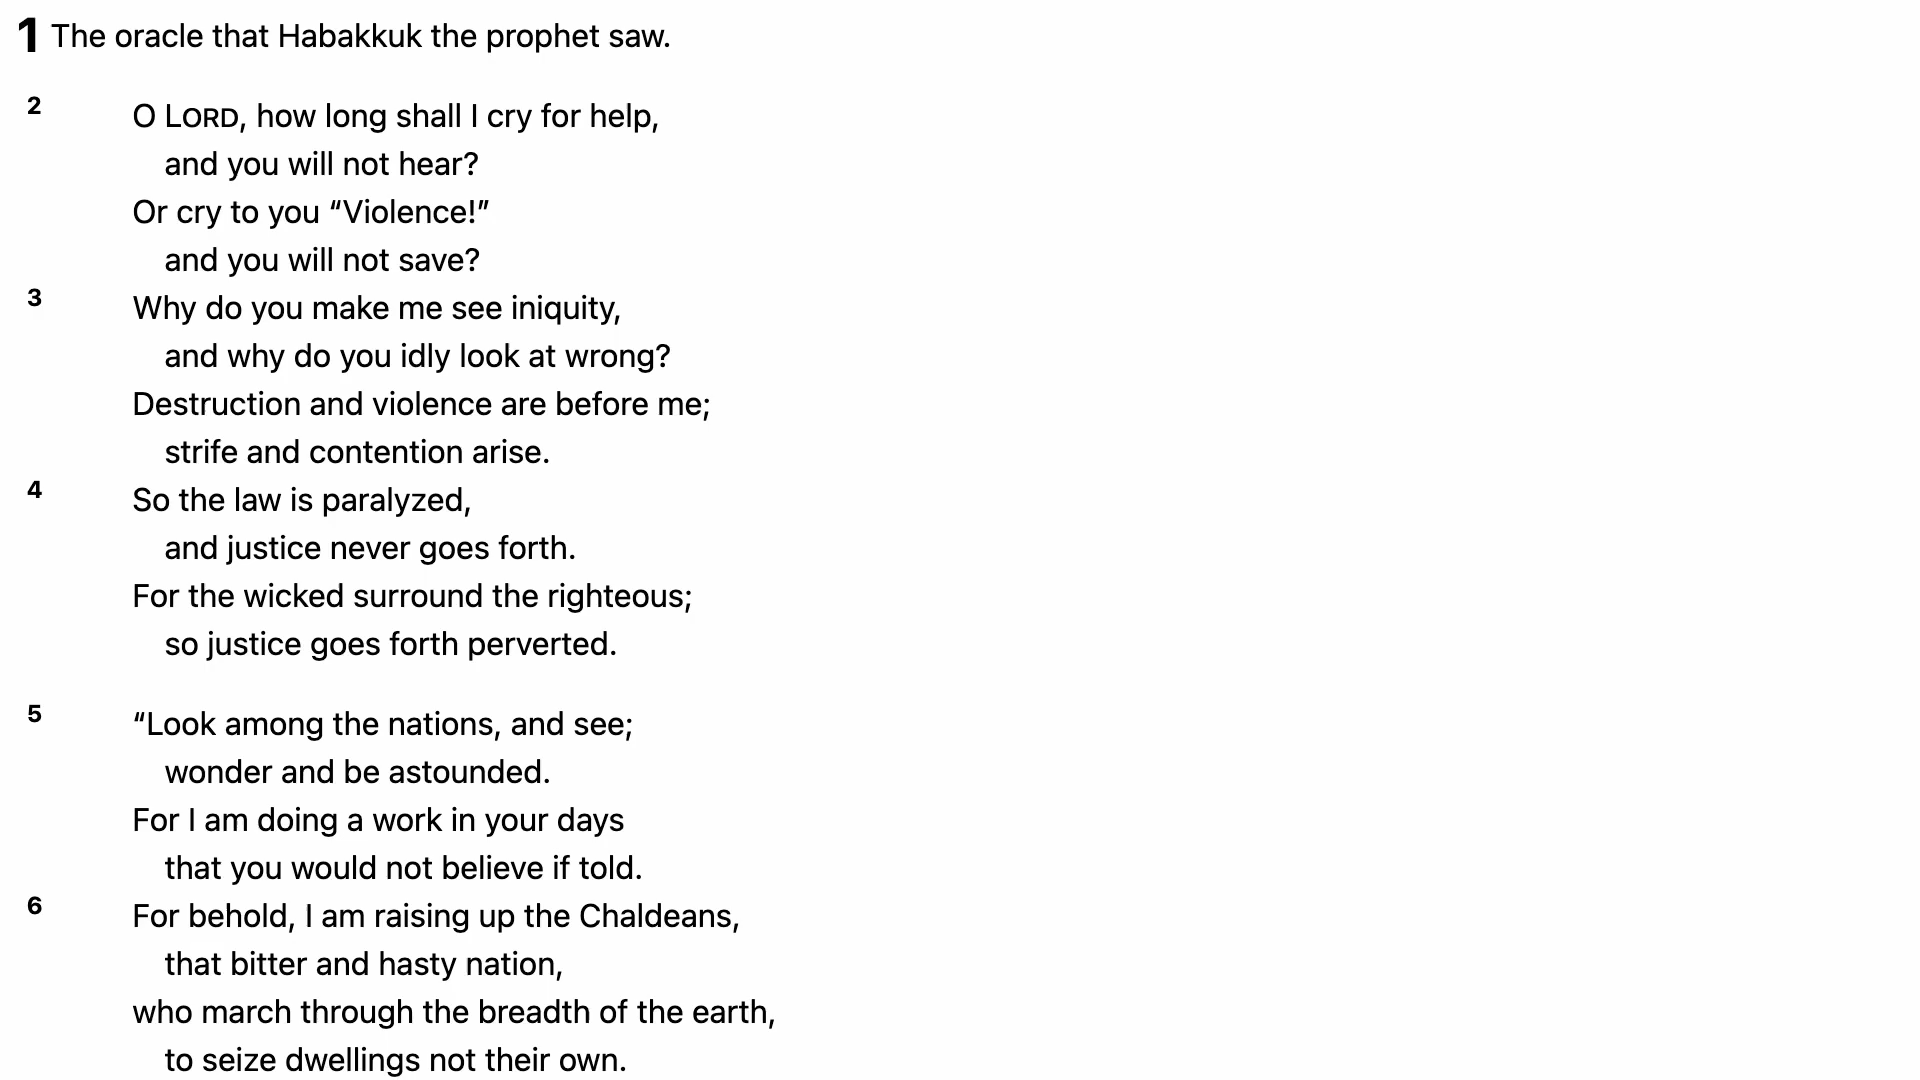 1 The oracle that Habakkuk the prophet saw.
2 O LORD, how long shall I cry for help,
and you will not hear?
Or cry to you “Violence!”
and you will not save?
3 Why do you make me see iniquity,
and why do you idly look at wrong?
Destruction and violence are before me;
strife and contention arise.
4 So the law is paralyzed,
and justice never goes forth.
For the wicked surround the righteous;
so justice goes forth perverted.
5 “Look among the nations, and see;
wonder and be astounded.
For I am doing a work in your days
that you would not believe if told.
6 For behold, I am raising up the Chaldeans,
that bitter and hasty nation,
who march through the breadth of the earth,
to seize dwellings not their own.